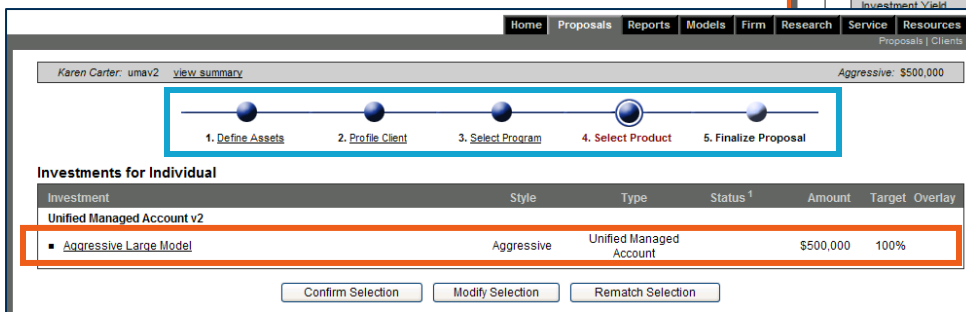 Investment Yield
Home Proposals Reports Models Firm Research Service Resources
Proposals | Clients
Karen Carter: umav2 view summary Aggressive: $500,000
1. Define Assets 2. Profile Client 3. Select Program 4. Select Product 5. Finalize Proposal
Investments for Individual
Investment Style Type Status 1 Amount Target Overlay
Unified Managed Account v2
Aggressive Large Model Aggressive Unified Managed Account $500,000 100%
Confirm Selection Modify Selection Rematch Selection